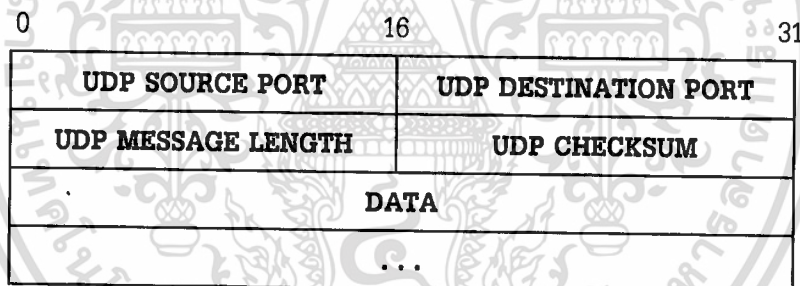 0 16 31
UDP SOURCE PORT UDP DESTINATION PORT
UDP MESSAGE LENGTH UDP CHECKSUM
DATA
...